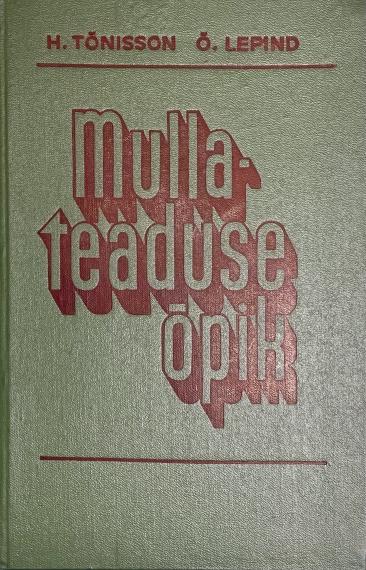 H. TÕNISSON Õ. LEPIND
Mulla-
teaduse
õpik